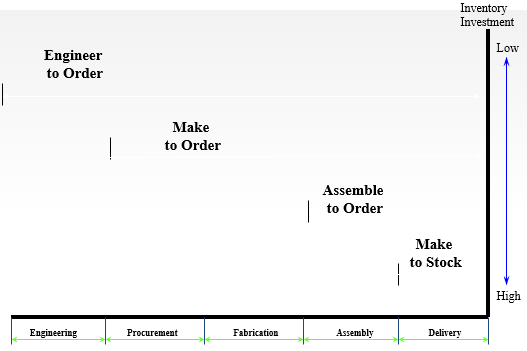 Inventory
Investment
Low
Engineer
to Order
Make
to Order
Assemble
to Order
Make
to Stock
High
Engineering
Procurement
Fabrication
Assembly
Delivery